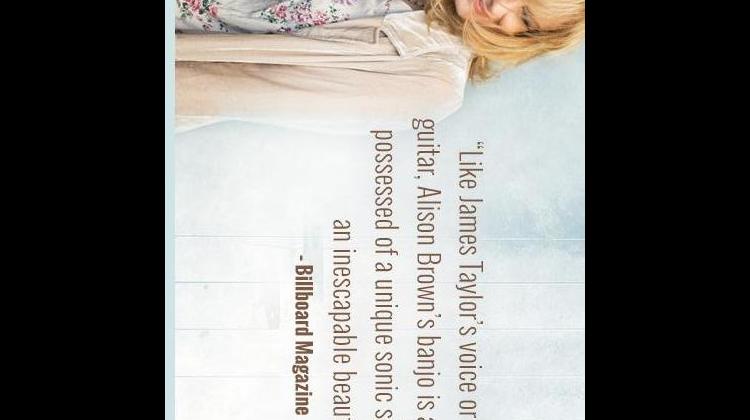 “Like James Taylor's voice or
guitar, Alison Brown's banjo is
possessed of a unique sonic
an inescapable
- Billboard Magazine